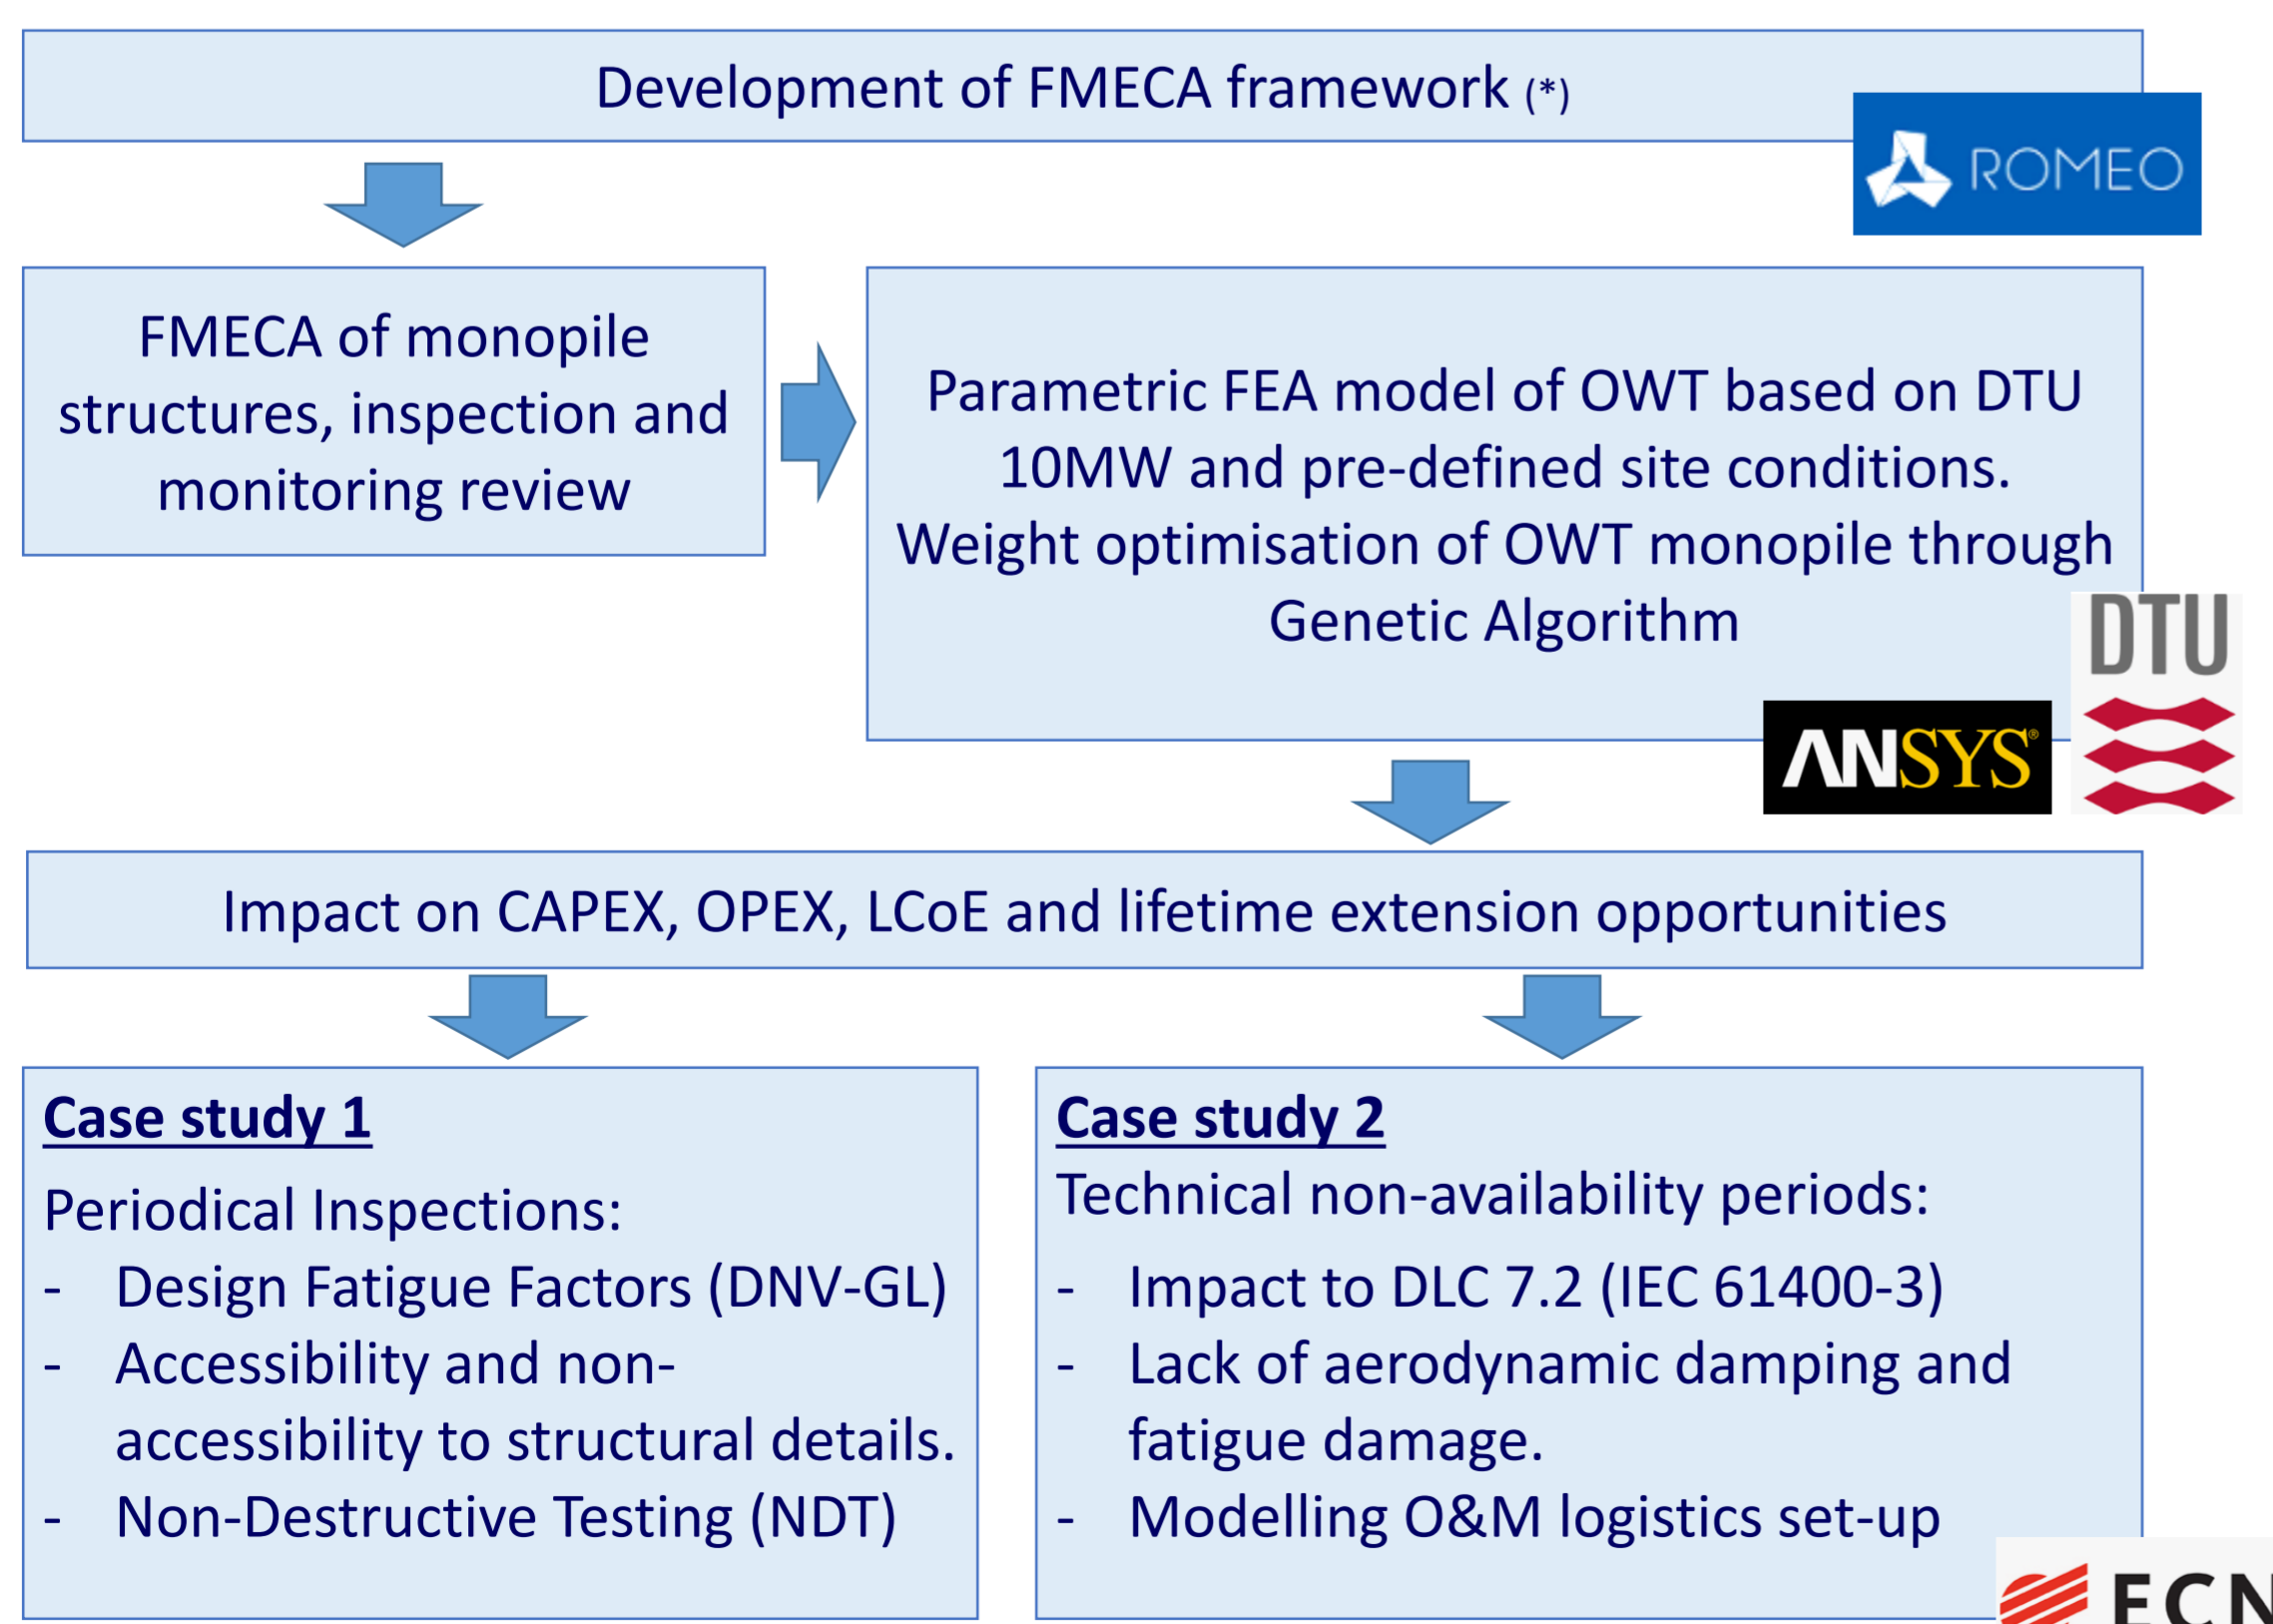 Development of FMECA framework (*)
ROMEO
FMECA of monopile
structures, inspection and
monitoring review
Parametric FEA model of OWT based on DTU
10MW and pre-defined site conditions.
Weight optimisation of OWT monopile through
Genetic Algorithm
DTU
ANSYS®
Impact on CAPEX, OPEX, LCoE and lifetime extension opportunities
Case study 1
Periodical Inspections:
- Design Fatigue Factors (DNV-GL)
- Accessibility and non-
accessibility to structural details.
- Non-Destructive Testing (NDT)
Case study 2
Technical non-availability periods:
- Impact to DLC 7.2 (IEC 61400-3)
- Lack of aerodynamic damping and
fatigue damage.
- Modelling O&M logistics set-up
ECN